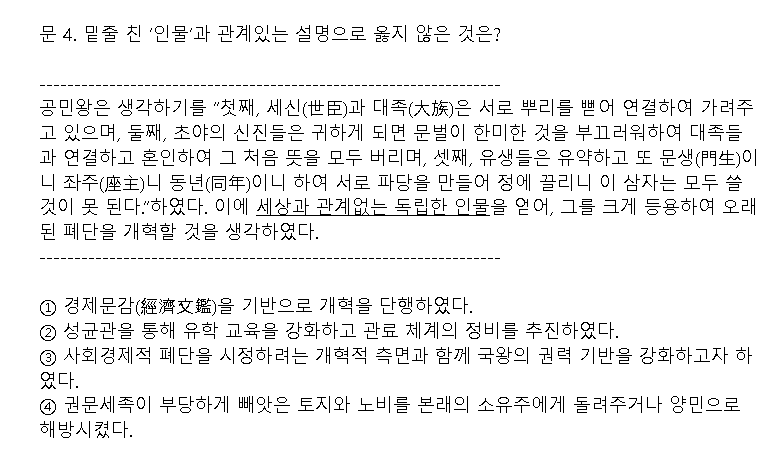 문 4. 밑줄 친 ‘인물’과 관계있는 설명으로 옳지 않은 것은?
------------------------------------------------------------------
공민왕은 생각하기를 “첫째, 세신(世臣)과 대족(大族)은 서로 뿌리를 뻗어 연결하여 가려주
고 있으며, 둘째, 초야의 신진들은 귀하게 되면 문벌이 한미한 것을 부끄러워하여 대족들
과 연결하고 혼인하여 그 처음 뜻을 모두 버리며, 셋째, 유생들은 유약하고 또 문생(門生)이
니 좌주(座主)니 동년(同年)이니 하여 서로 파당을 만들어 정에 끌리니 이 삼자는 모두 쓸
것이 못 된다.”하였다. 이에 세상과 관계없는 독립한 인물을 얻어, 그를 크게 등용하여 오래
된 폐단을 개혁할 것을 생각하였다.
------------------------------------------------------------------
① 경제문감(經濟文鑑)을 기반으로 개혁을 단행하였다.
② 성균관을 통해 유학 교육을 강화하고 관료 체계의 정비를 추진하였다.
③ 사회경제적 폐단을 시정하려는 개혁적 측면과 함께 국왕의 권력 기반을 강화하고자 하
였다.
④ 권문세족이 부당하게 빼앗은 토지와 노비를 본래의 소유주에게 돌려주거나 양민으로
해방시켰다.